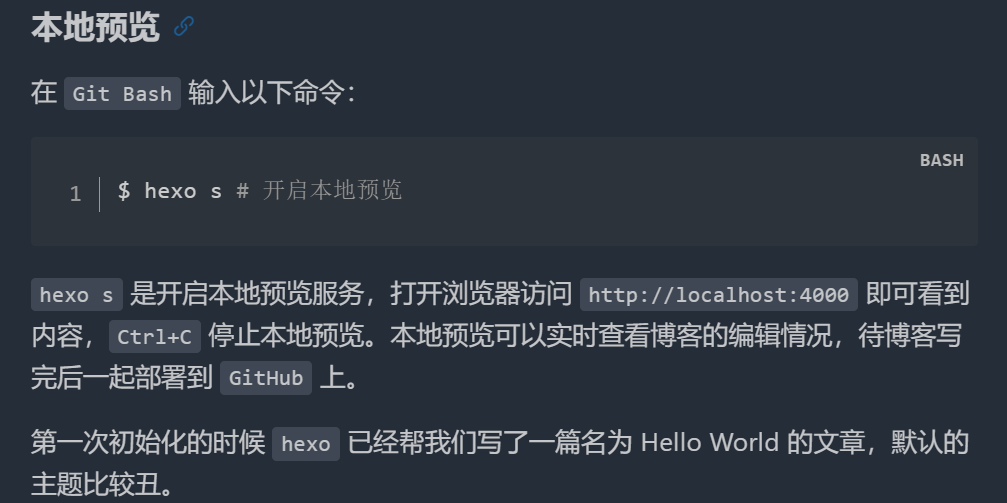 本地预览
在 Git Bash 输入以下命令：
BASH
1 $ hexo s # 开启本地预览
hexo s 是开启本地预览服务，打开浏览器访问 http://localhost:4000 即可看到
内容，Ctrl+C 停止本地预览。本地预览可以实时查看博客的编辑情况，待博客写
完后一起部署到 GitHub 上。
第一次初始化的时候 hexo 已经帮我们写了一篇名为 Hello World 的文章，默认的
主题比较丑。